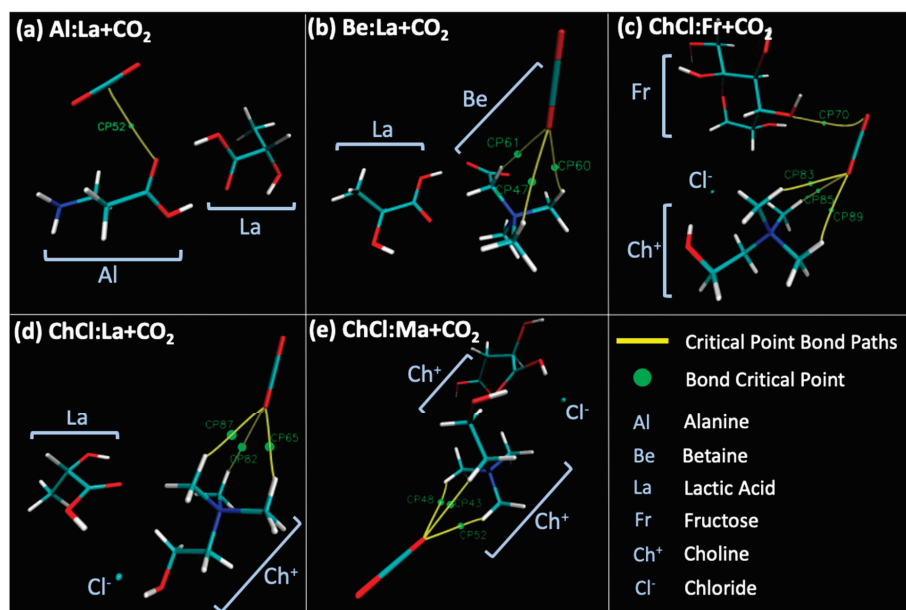 (a) Al:La+CO₂
CP52
La
Al
(b) Be:La+CO₂
Be
La
CP61
CP60
CP47
(c) ChCl:Fr+CO₂
Fr
CP70
Cl⁻
CP83
CP85
CP89
Ch⁺
(d) ChCl:La+CO₂
La
CP87
CP65
CP82
Cl⁻
Ch⁺
(e) ChCl:Ma+CO₂
Ch⁺
Cl⁻
CP48
CP43
CP52
Ch⁺
Critical Point Bond Paths
Bond Critical Point
Al Alanine
Be Betaine
La Lactic Acid
Fr Fructose
Ch⁺ Choline
Cl⁻ Chloride